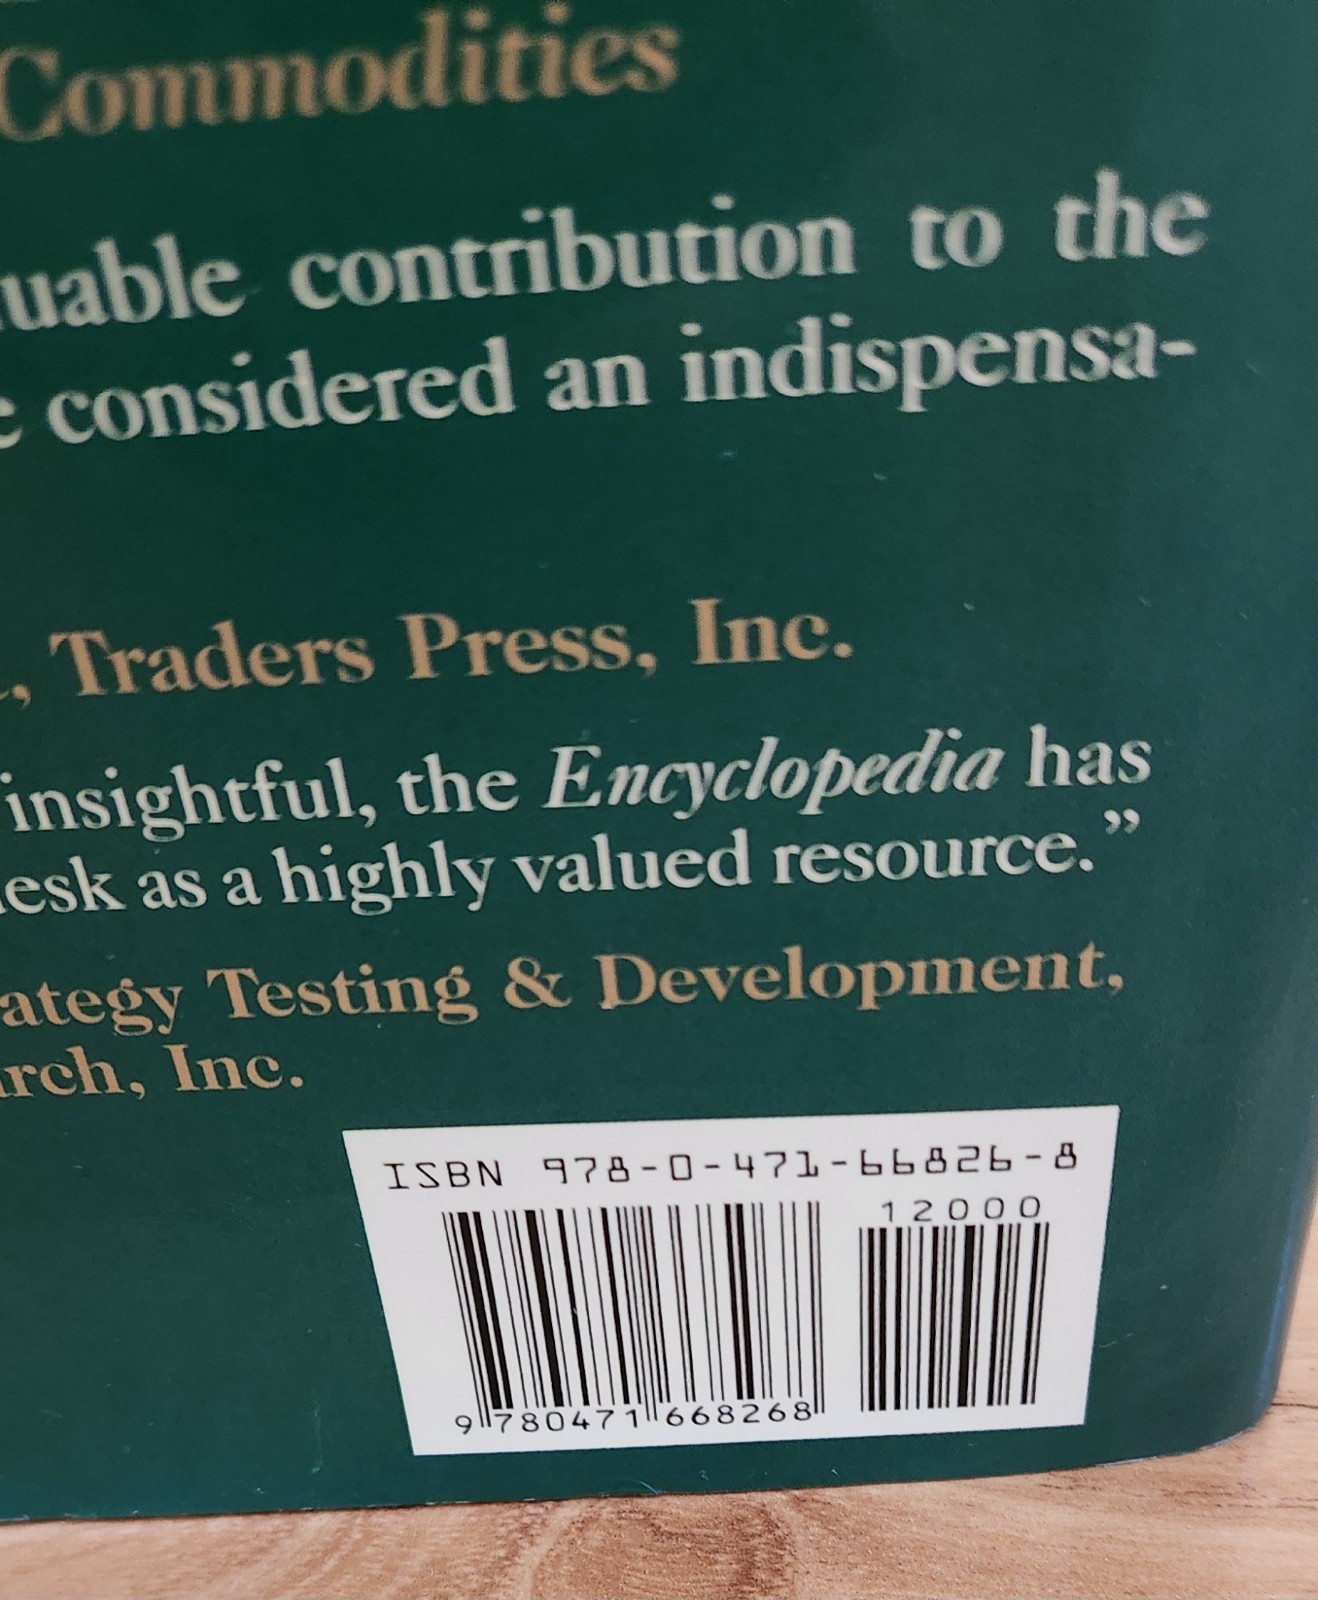 Commodities
uable contribution to the
considered an indispensa-
, Traders Press, Inc.
insightful, the Encyclopedia has
esk as a highly valued resource.”
ategy Testing & Development,
rch, Inc.
ISBN 978-0-471-66826-8
12000
9 780471 668268